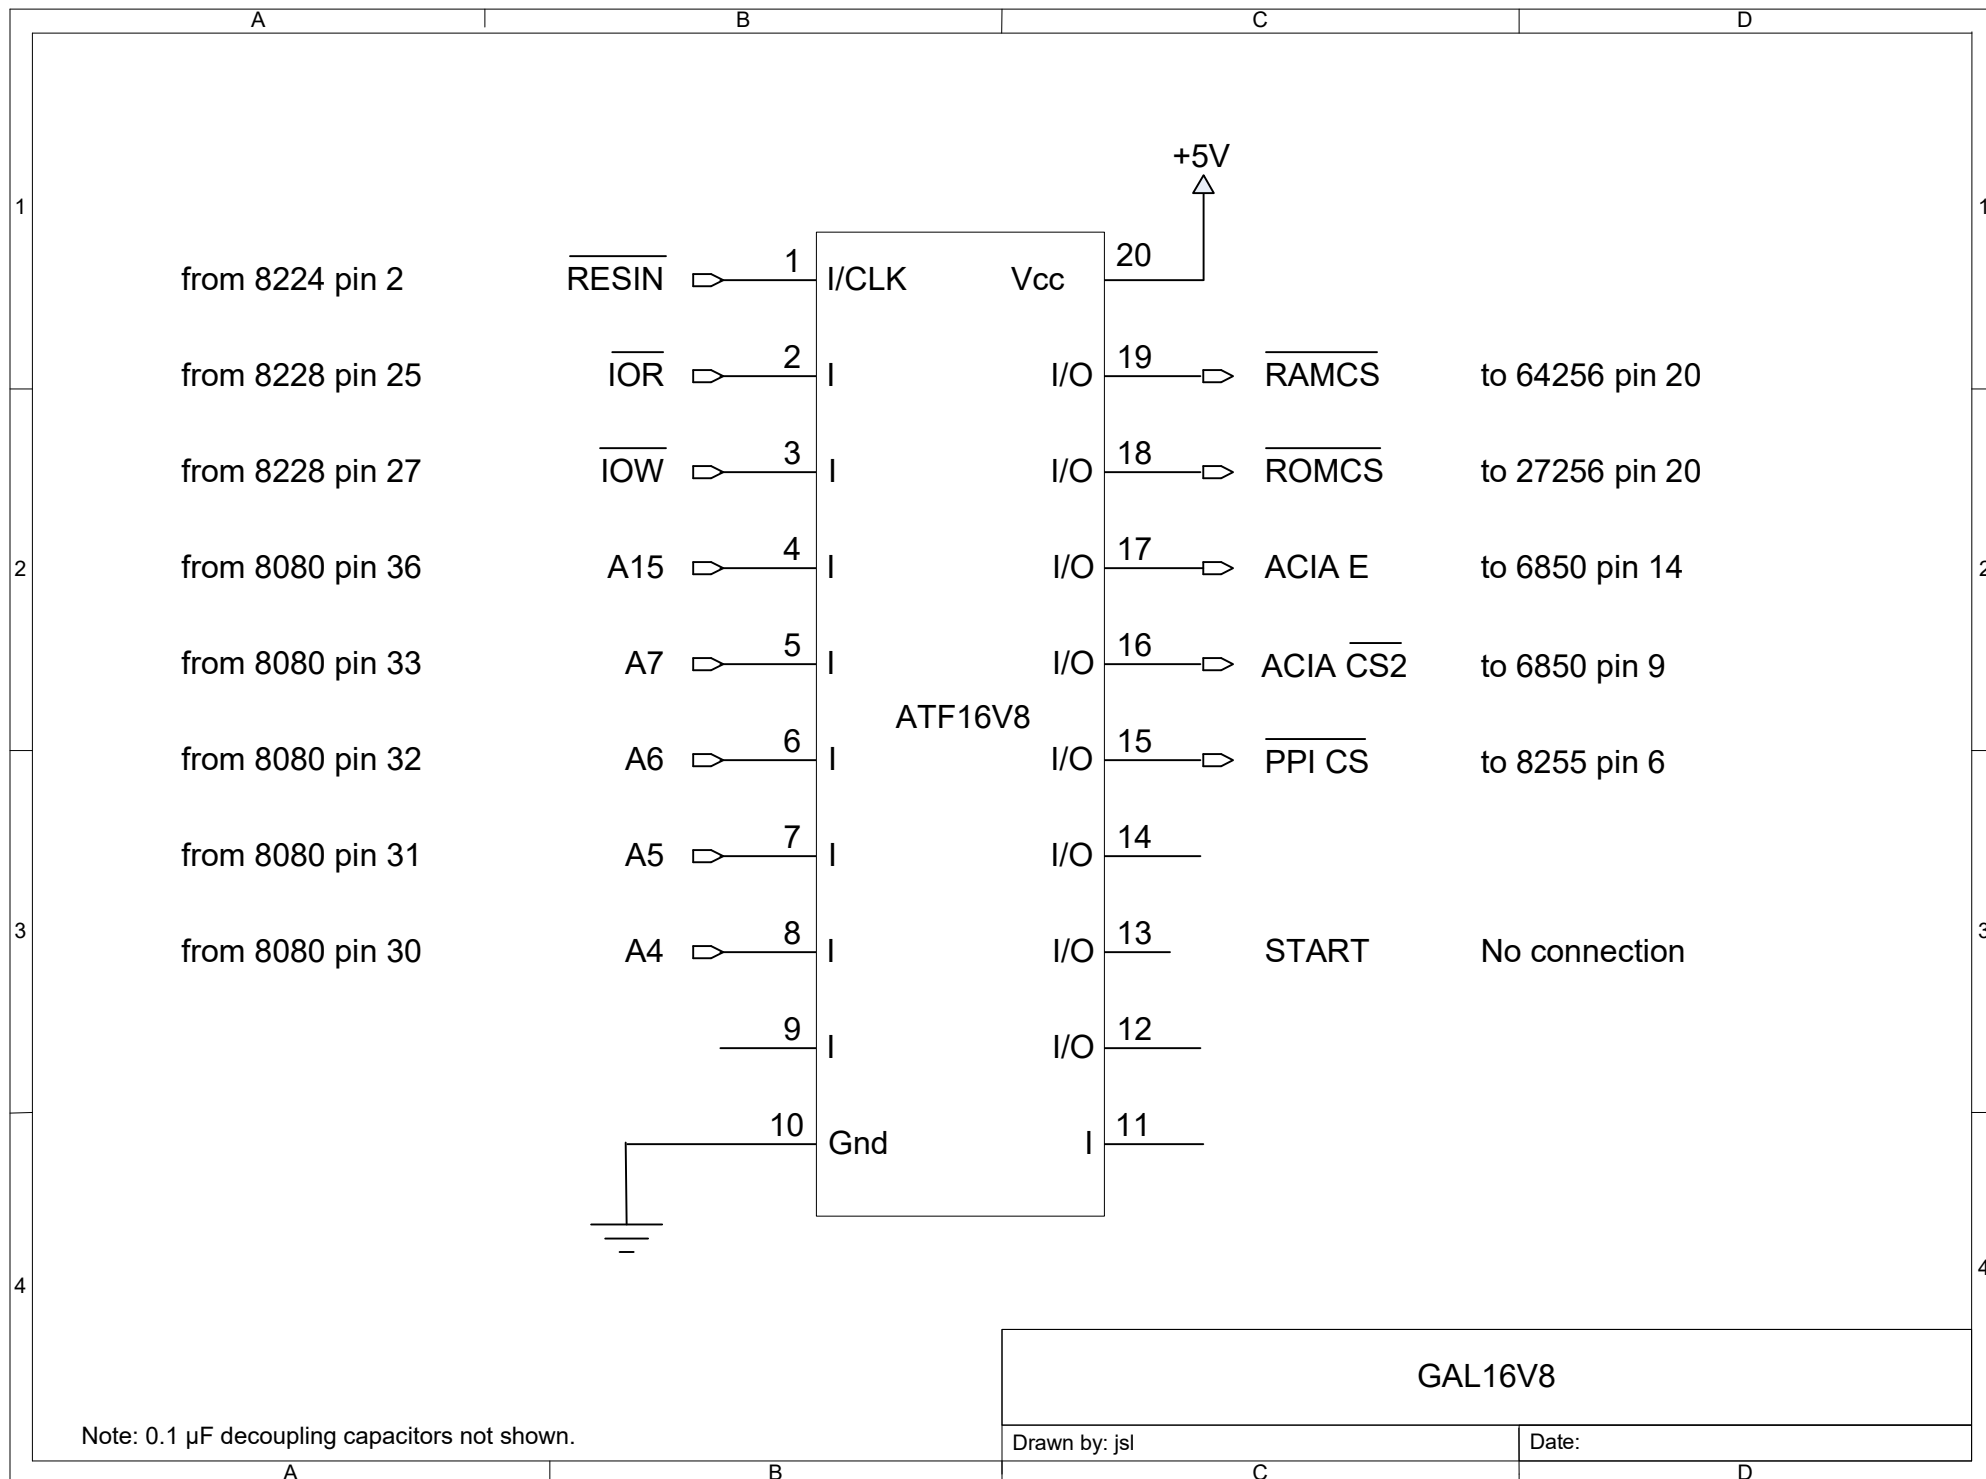 A B C D
+5V
1 1
from 8224 pin 2 RESIN 1 I/CLK Vcc 20
from 8228 pin 25 IOR 2 I I/O 19 RAMCS to 64256 pin 20
from 8228 pin 27 IOW 3 I I/O 18 ROMCS to 27256 pin 20
2 from 8080 pin 36 A15 4 I I/O 17 ACIA E to 6850 pin 14 2
from 8080 pin 33 A7 5 I I/O 16 ACIA CS2 to 6850 pin 9
ATF16V8
from 8080 pin 32 A6 6 I I/O 15 PPI CS to 8255 pin 6
from 8080 pin 31 A5 7 I I/O 14
3 from 8080 pin 30 A4 8 I I/O 13 START No connection 3
9 I I/O 12
10 Gnd I 11
4 4
GAL16V8
Note: 0.1 µF decoupling capacitors not shown.
Drawn by: jsl Date:
A B C D